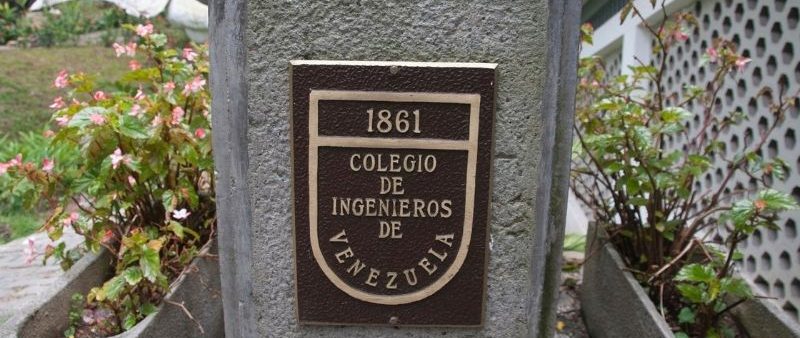 1861
COLEGIO
DE
INGENIEROS
DE
VENEZUELA